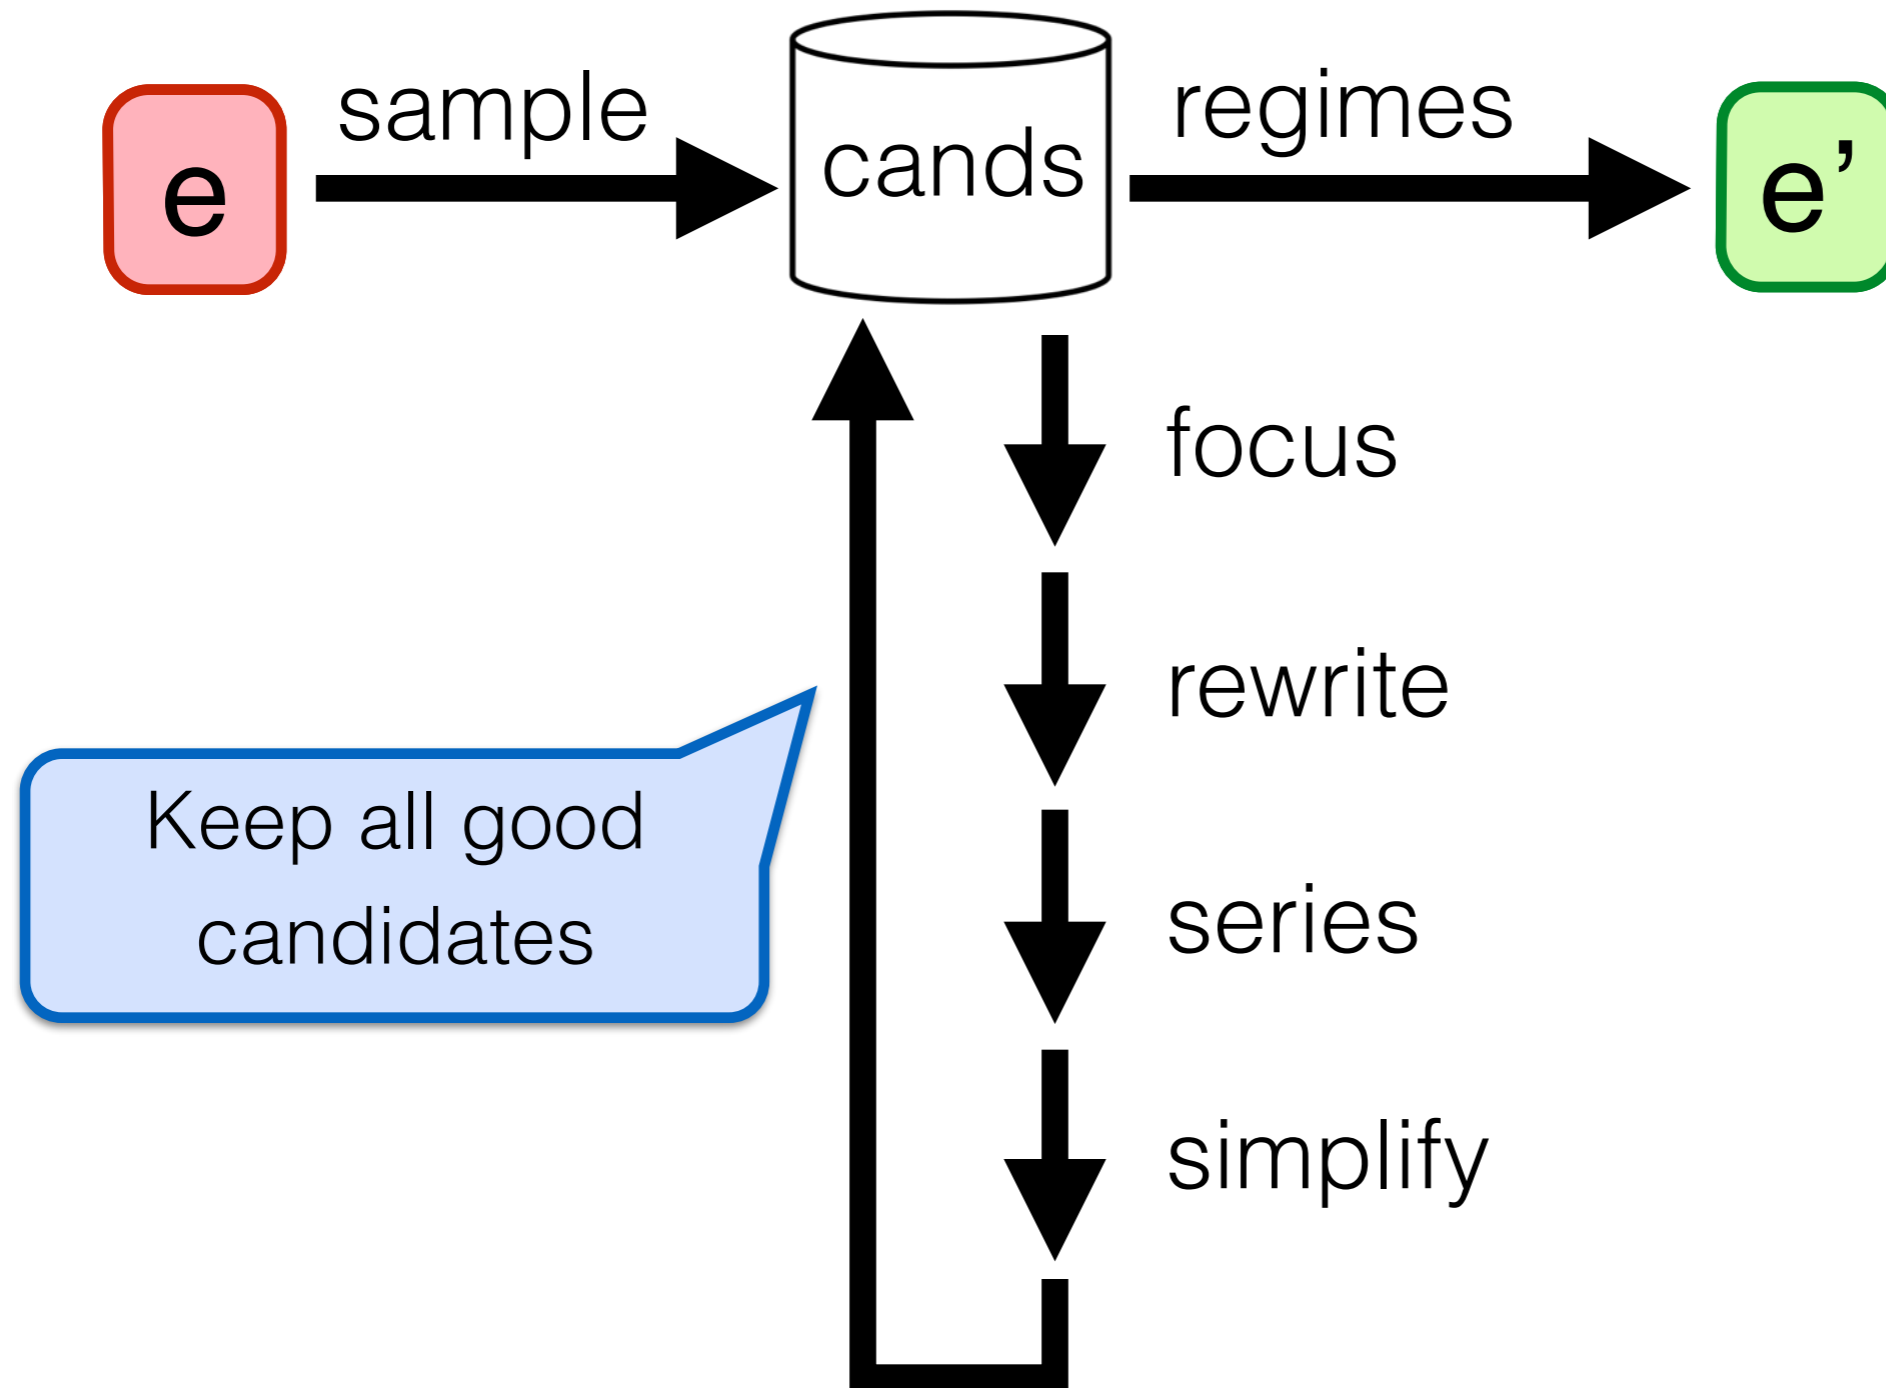 e
sample
cands
regimes
e’
focus
rewrite
Keep all good
candidates
series
simplify